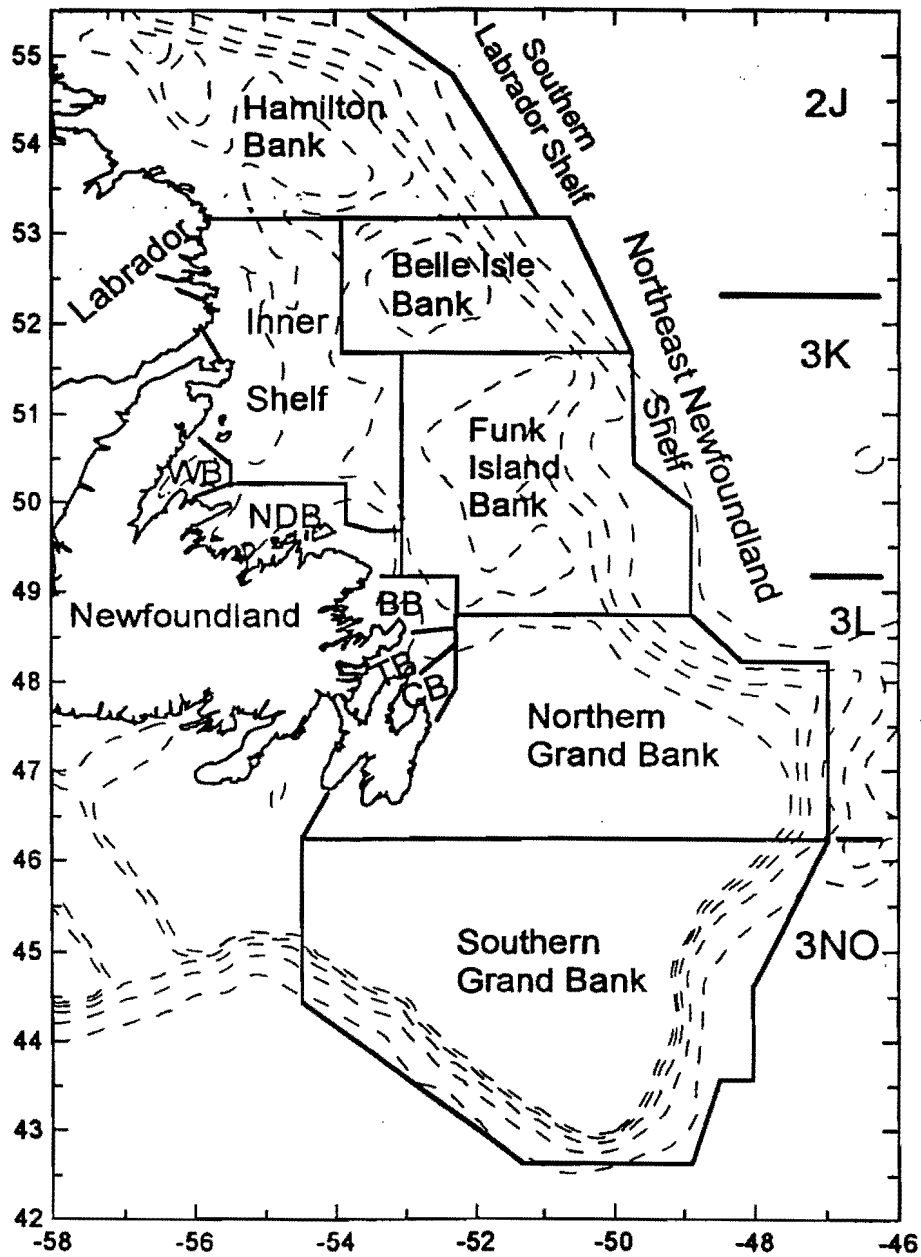 55
54
53
52
51
50
49
48
47
46
45
44
43
42
-58
-56
-54
-52
-50
-48
-46
Southern
Labrador Shelf
2J
Hamilton
Bank
Labrador
Belle Isle
Bank
Northeast Newfoundland
Shelf
3K
Inner
Shelf
Funk
Island
Bank
WB
NDB
Newfoundland
BB
TB
CB
3L
Northern
Grand Bank
Southern
Grand Bank
3NO